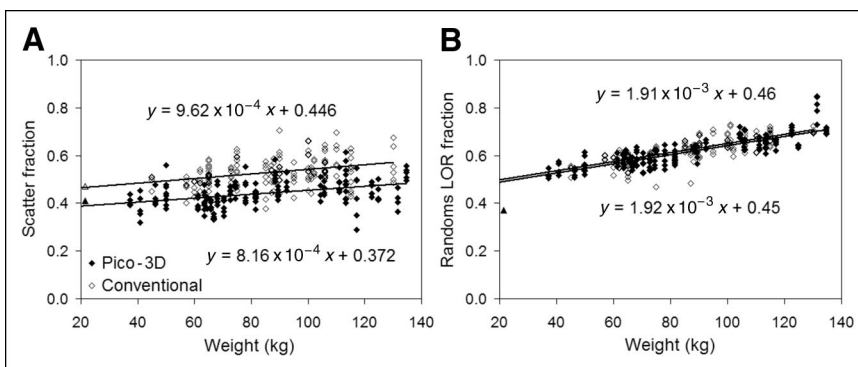 A
1.0
0.8
0.6
0.4
0.2
0.0
Scatter fraction
y = 9.62 x 10⁻⁴ x + 0.446
y = 8.16 x 10⁻⁴ x + 0.372
Pico-3D
Conventional
20 40 60 80 100 120 140
Weight (kg)
B
1.0
0.8
0.6
0.4
0.2
0.0
Randoms LOR fraction
y = 1.91 x 10⁻³ x + 0.46
y = 1.92 x 10⁻³ x + 0.45
20 40 60 80 100 120 140
Weight (kg)